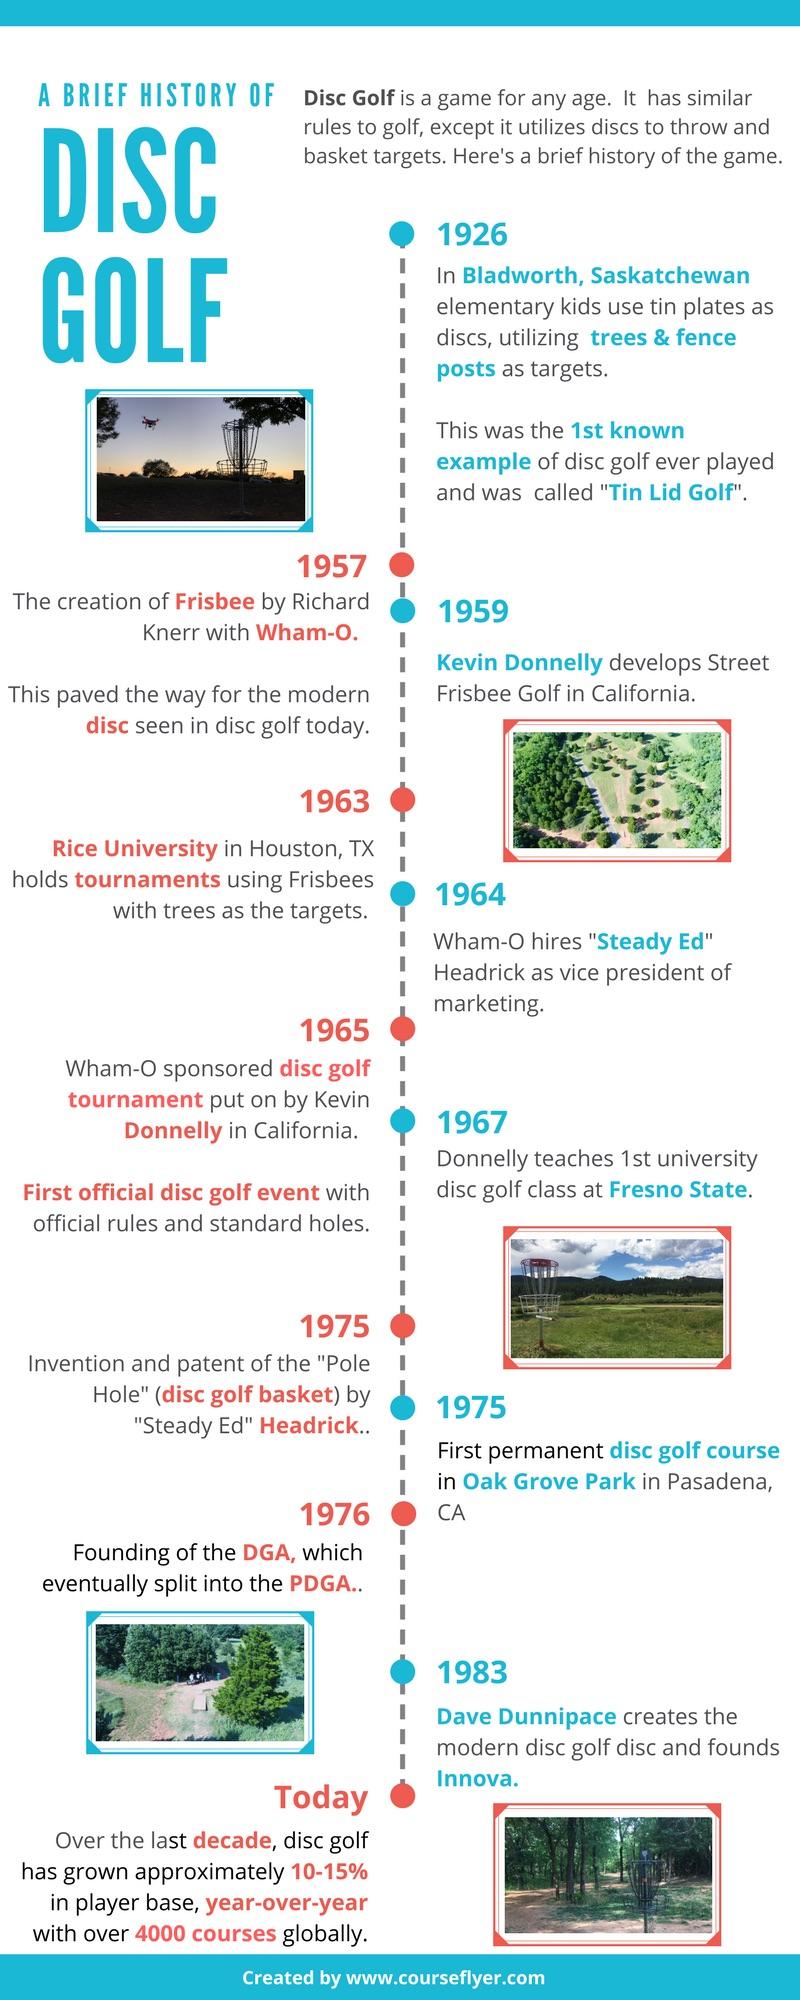 A BRIEF HISTORY OF
DISC
GOLF
Disc Golf is a game for any age. It has similar
rules to golf, except it utilizes discs to throw and
basket targets. Here's a brief history of the game.
1926
In Bladworth, Saskatchewan
elementary kids use tin plates as
discs, utilizing trees & fence
posts as targets.
This was the 1st known
example of disc golf ever played
and was called "Tin Lid Golf".
1957
The creation of Frisbee by Richard
Knerr with Wham-O.
This paved the way for the modern
disc seen in disc golf today.
1959
Kevin Donnelly develops Street
Frisbee Golf in California.
1963
Rice University in Houston, TX
holds tournaments using Frisbees
with trees as the targets.
1964
Wham-O hires "Steady Ed"
Headrick as vice president of
marketing.
1965
Wham-O sponsored disc golf
tournament put on by Kevin
Donnelly in California.
First official disc golf event with
official rules and standard holes.
1967
Donnelly teaches 1st university
disc golf class at Fresno State.
1975
Invention and patent of the "Pole
Hole" (disc golf basket) by
"Steady Ed" Headrick..
1975
First permanent disc golf course
in Oak Grove Park in Pasadena,
CA
1976
Founding of the DGA, which
eventually split into the PDGA..
1983
Dave Dunnipace creates the
modern disc golf disc and founds
Innova.
Today
Over the last decade, disc golf
has grown approximately 10-15%
in player base, year-over-year
with over 4000 courses globally.
Created by www.courseflyer.com